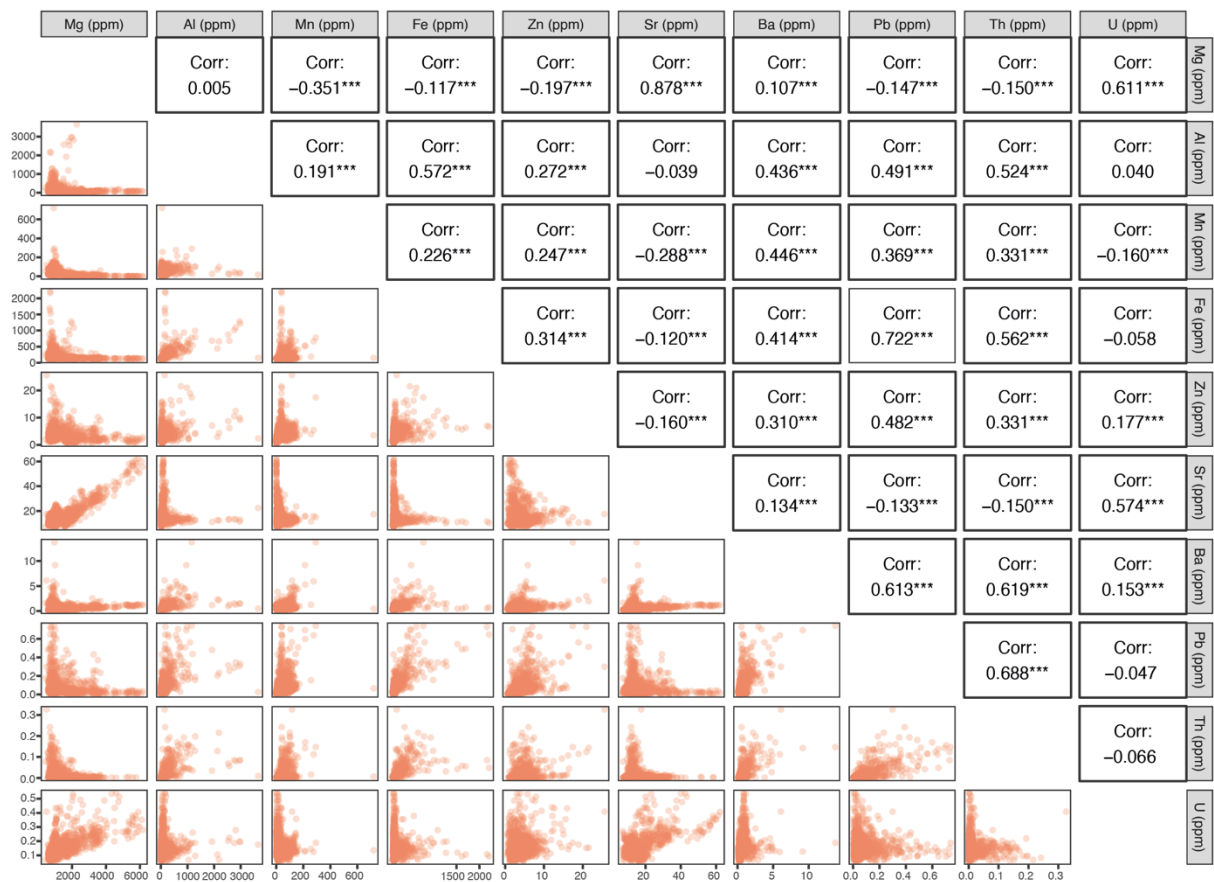 Mg (ppm) Al (ppm) Mn (ppm) Fe (ppm) Zn (ppm) Sr (ppm) Ba (ppm) Pb (ppm) Th (ppm) U (ppm)
Corr: Corr: Corr: Corr: Corr: Corr: Corr: Corr: Corr:
0.005 −0.351*** −0.117*** −0.197*** 0.878*** 0.107*** −0.147*** −0.150*** 0.611***
Mg (ppm)
3000
2000
1000
0
Corr: Corr: Corr: Corr: Corr: Corr: Corr: Corr:
0.191*** 0.572*** 0.272*** −0.039 0.436*** 0.491*** 0.524*** 0.040
Al (ppm)
600
400
200
0
Corr: Corr: Corr: Corr: Corr: Corr: Corr:
0.226*** 0.247*** −0.288*** 0.446*** 0.369*** 0.331*** −0.160***
Mn (ppm)
2000
1500
1000
500
0
Corr: Corr: Corr: Corr: Corr: Corr:
0.314*** −0.120*** 0.414*** 0.722*** 0.562*** −0.058
Fe (ppm)
20
10
0
Corr: Corr: Corr: Corr: Corr:
−0.160*** 0.310*** 0.482*** 0.331*** 0.177***
Zn (ppm)
60
40
20
Corr: Corr: Corr: Corr:
0.134*** −0.133*** −0.150*** 0.574***
Sr (ppm)
10
5
0
Corr: Corr: Corr:
0.613*** 0.619*** 0.153***
Ba (ppm)
0.6
0.4
0.2
0.0
Corr: Corr:
0.688*** −0.047
Pb (ppm)
0.3
0.2
0.1
0.0
Corr:
−0.066
Th (ppm)
0.5
0.4
0.3
0.2
0.1
U (ppm)
2000 4000 6000 0 1000 2000 3000 0 200 400 600 1500 2000 0 10 20 20 40 60 0 5 10 0.0 0.2 0.4 0.6 0.0 0.1 0.2 0.3